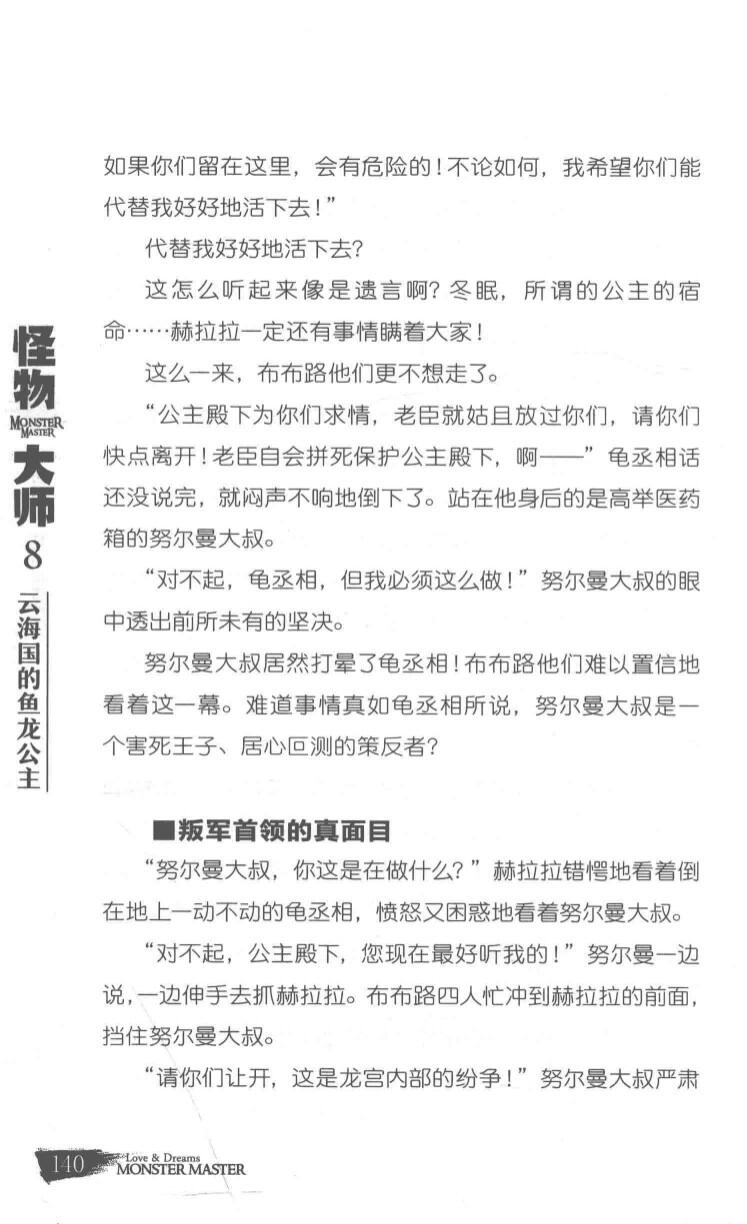 如果你们留在这里，会有危险的！不论如何，我希望你们能
代替我好好地活下去！”
代替我好好地活下去？
这怎么听起来像是遗言啊？冬眠，所谓的公主的宿
命……赫拉拉一定还有事情瞒着大家！
这么一来，布布路他们更不想走了。
“公主殿下为你们求情，老臣就姑且放过你们，请你们
快点离开！老臣自会拼死保护公主殿下，啊——”龟丞相话
还没说完，就闷声不响地倒下了。站在他身后的是高举医药
箱的努尔曼大叔。
“对不起，龟丞相，但我必须这么做！”努尔曼大叔的眼
中透出前所未有的坚决。
努尔曼大叔居然打晕了龟丞相！布布路他们难以置信地
看着这一幕。难道事情真如龟丞相所说，努尔曼大叔是一
个害死王子、居心叵测的策反者？
■叛军首领的真面目
“努尔曼大叔，你这是在做什么？”赫拉拉错愕地看着倒
在地上一动不动的龟丞相，愤怒又困惑地看着努尔曼大叔。
“对不起，公主殿下，您现在最好听我的！”努尔曼一边
说，一边伸手去抓赫拉拉。布布路四人忙冲到赫拉拉的前面，
挡住努尔曼大叔。
“请你们让开，这是龙宫内部的纷争！”努尔曼大叔严肃
怪物
MONSTER
MASTER
大师
8
云海国的鱼龙公主
140
Love & Dreams
MONSTER MASTER